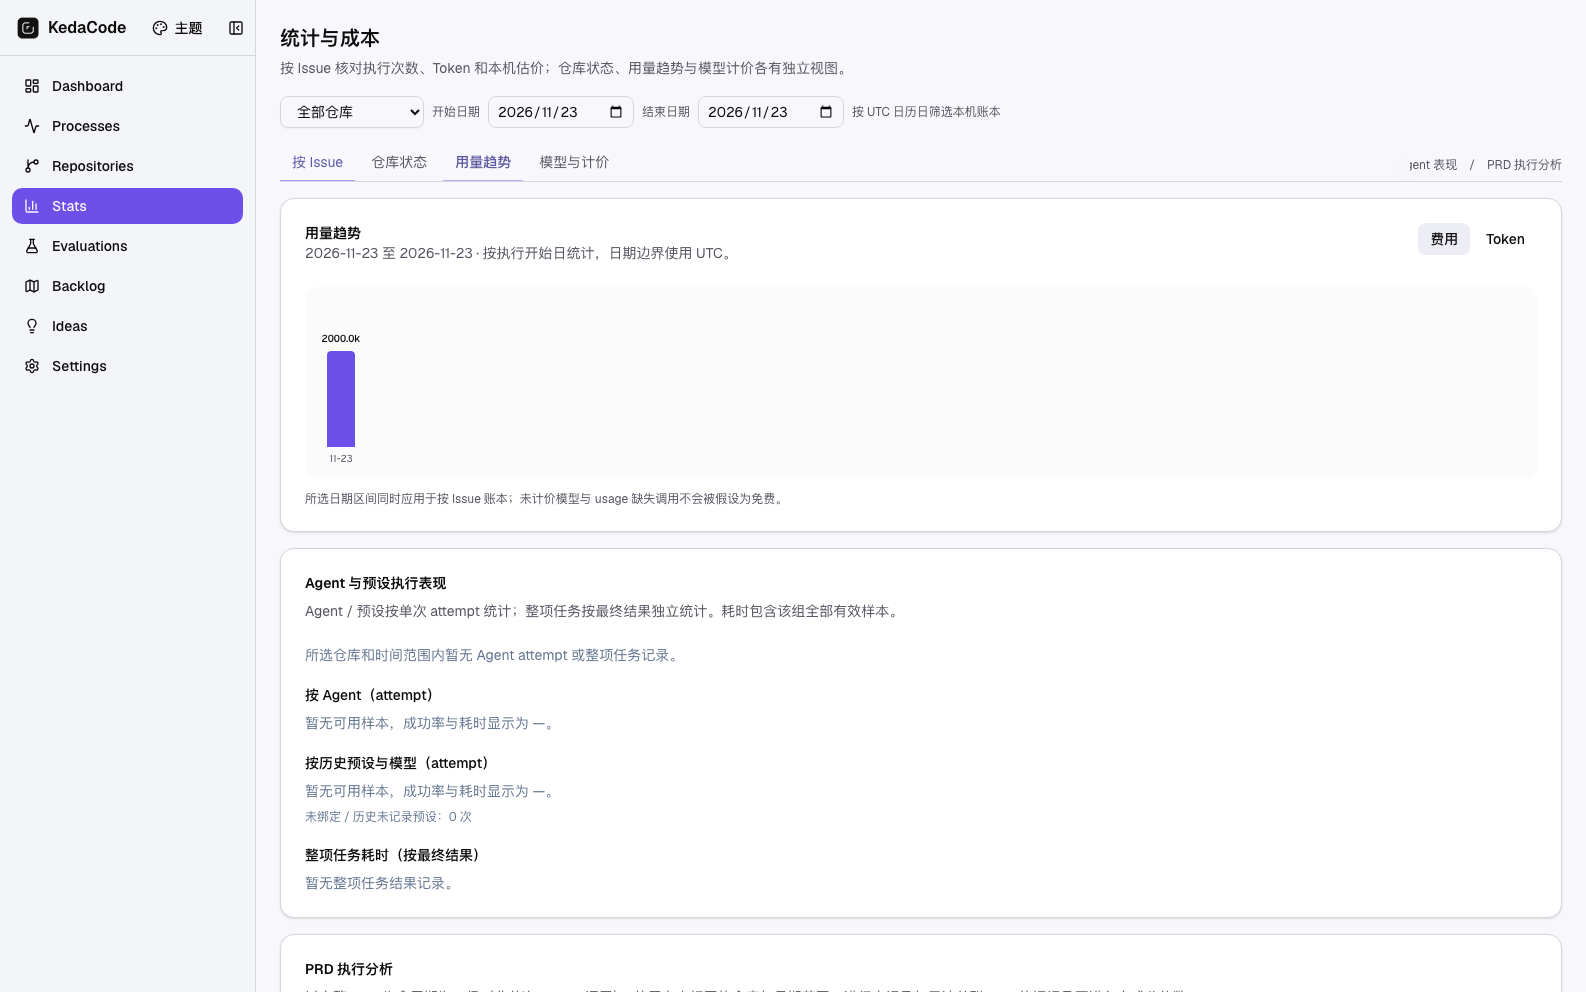 KedaCode
主题
Dashboard
Processes
Repositories
Stats
Evaluations
Backlog
Ideas
Settings
统计与成本
按 Issue 核对执行次数、Token 和本机估价；仓库状态、用量趋势与模型计价各有独立视图。
全部仓库 开始日期 2026/11/23 结束日期 2026/11/23 按 UTC 日历日筛选本机账本
按 Issue 仓库状态 用量趋势 模型与计价
gent 表现 / PRD 执行分析
用量趋势
2026-11-23 至 2026-11-23 · 按执行开始日统计，日期边界使用 UTC。
费用 Token
2000.0k
11-23
所选日期区间同时应用于按 Issue 账本；未计价模型与 usage 缺失调用不会被假设为免费。
Agent 与预设执行表现
Agent / 预设按单次 attempt 统计；整项任务按最终结果独立统计。耗时包含该组全部有效样本。
所选仓库和时间范围内暂无 Agent attempt 或整项任务记录。
按 Agent（attempt）
暂无可用样本，成功率与耗时显示为 —。
按历史预设与模型（attempt）
暂无可用样本，成功率与耗时显示为 —。
未绑定 / 历史未记录预设：0 次
整项任务耗时（按最终结果）
暂无整项任务结果记录。
PRD 执行分析